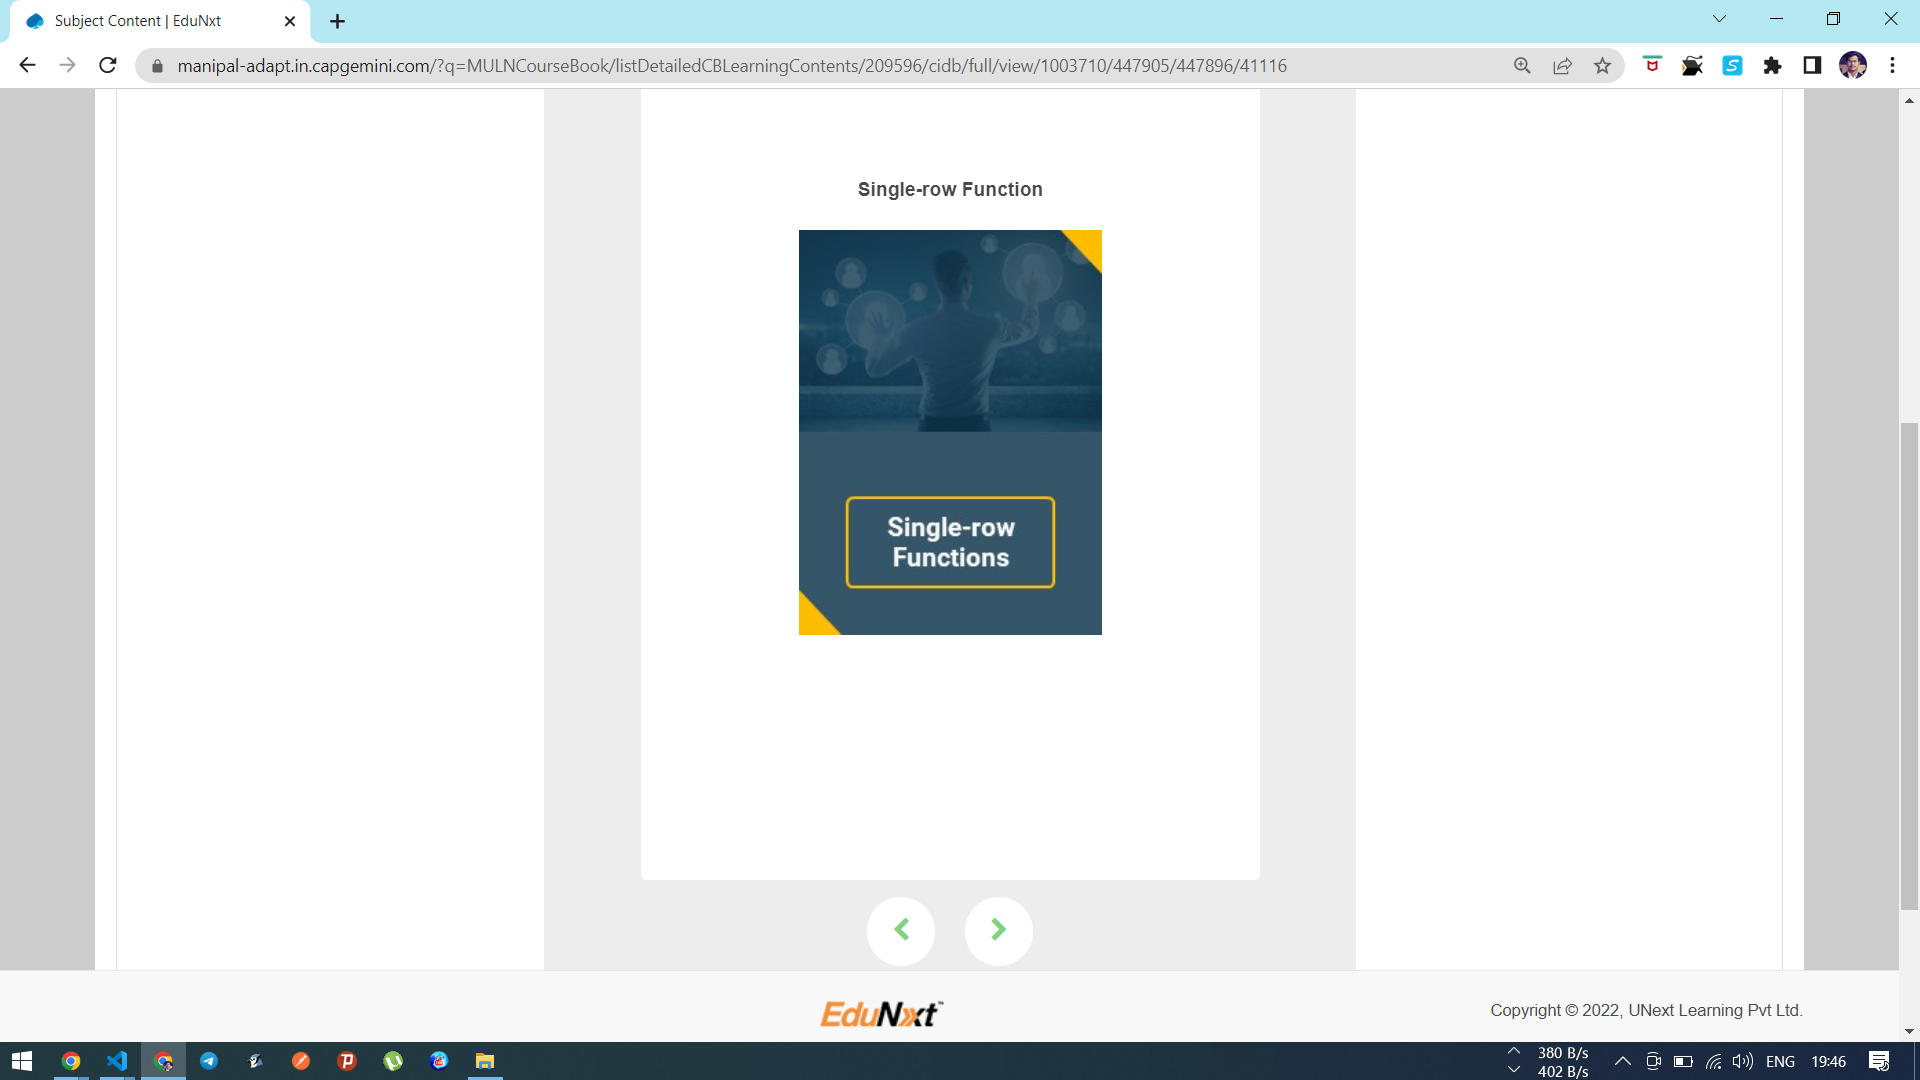 Subject Content | EduNxt
manipal-adapt.in.capgemini.com/?q=MULNCourseBook/listDetailedCBLearningContents/209596/cidb/full/view/1003710/447905/447896/41116
Single-row Function
Single-row
Functions
EduNxt™
Copyright © 2022, UNext Learning Pvt Ltd.
380 B/s
402 B/s
ENG
19:46